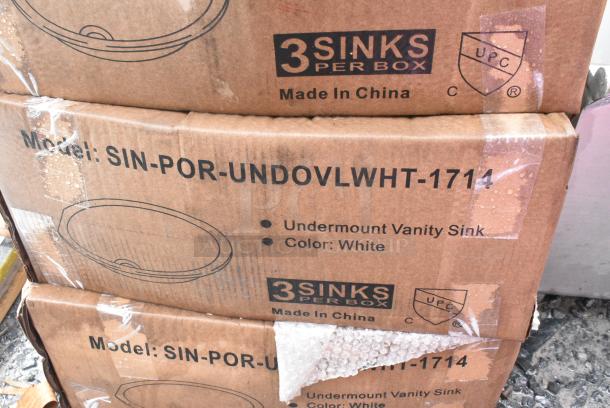 3 SINKS
PER BOX
Made In China
UPC
C ®
Model: SIN-POR-UNDOVLWHT-1714
• Undermount Vanity Sink
• Color: White
3 SINKS
PER BOX
Made In China
UPC
C ®
Model: SIN-POR-U WHT-1714
Undermount Vanity Sink
Color: White